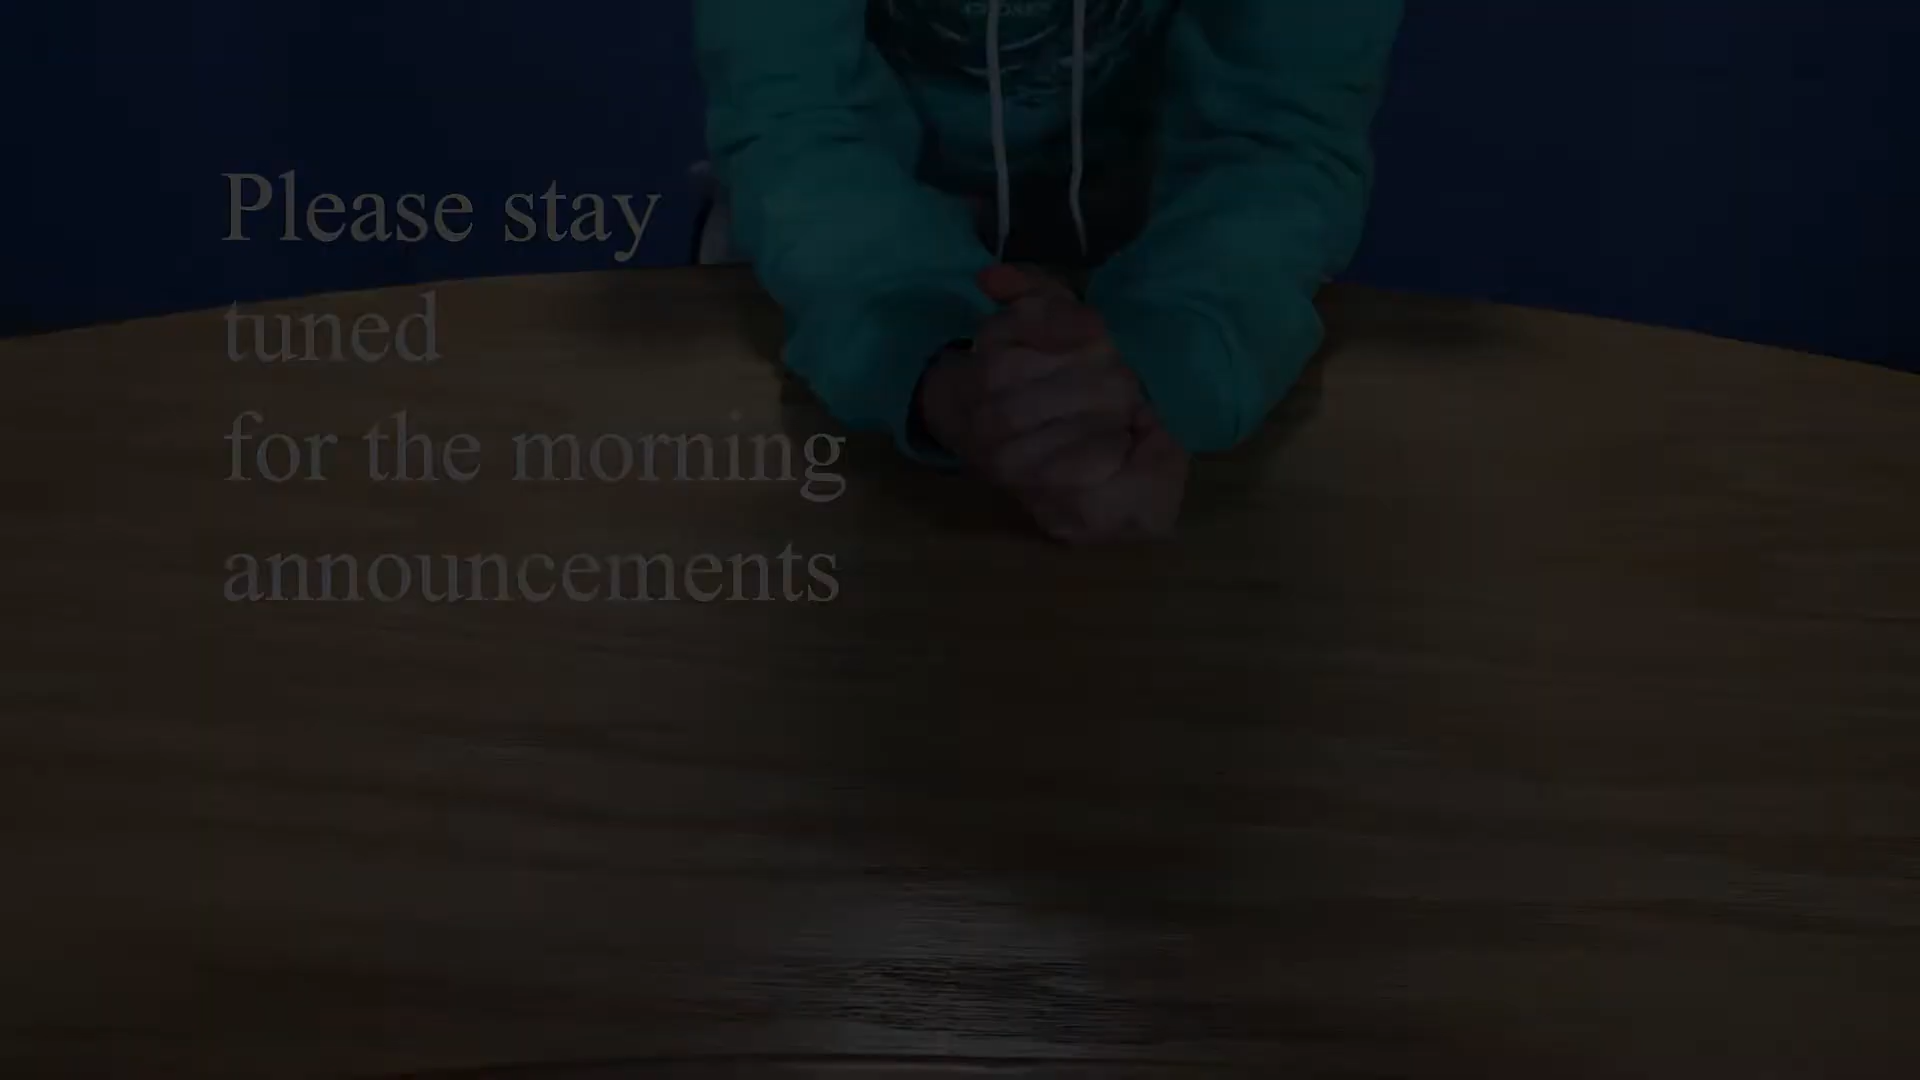 Please stay
tuned
for the morning
announcements